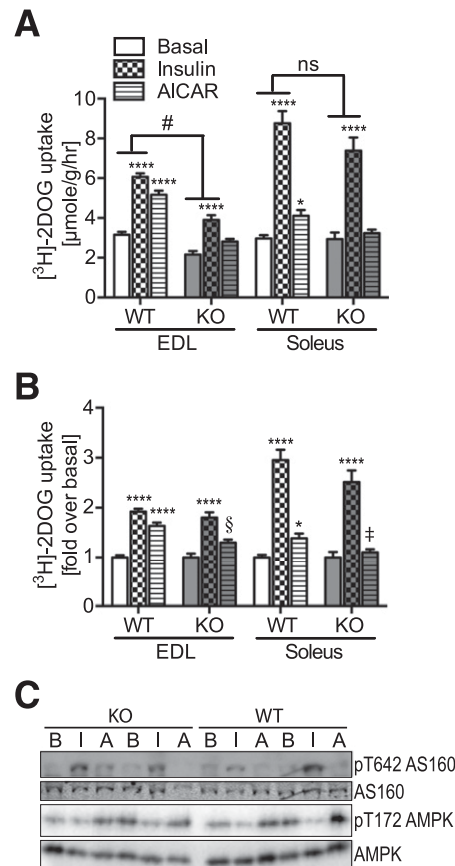 A
Basal
Insulin
AICAR
[³H]-2DOG uptake
[µmole/g/hr]
10
8
6
4
2
0
#
ns
**** **** **** **** * ****
WT KO WT KO
EDL Soleus
B
[³H]-2DOG uptake
[fold over basal]
4
3
2
1
0
**** **** **** § **** * **** ‡
WT KO WT KO
EDL Soleus
C
KO WT
B I A B I A B I A B I A
pT642 AS160
AS160
pT172 AMPK
AMPK